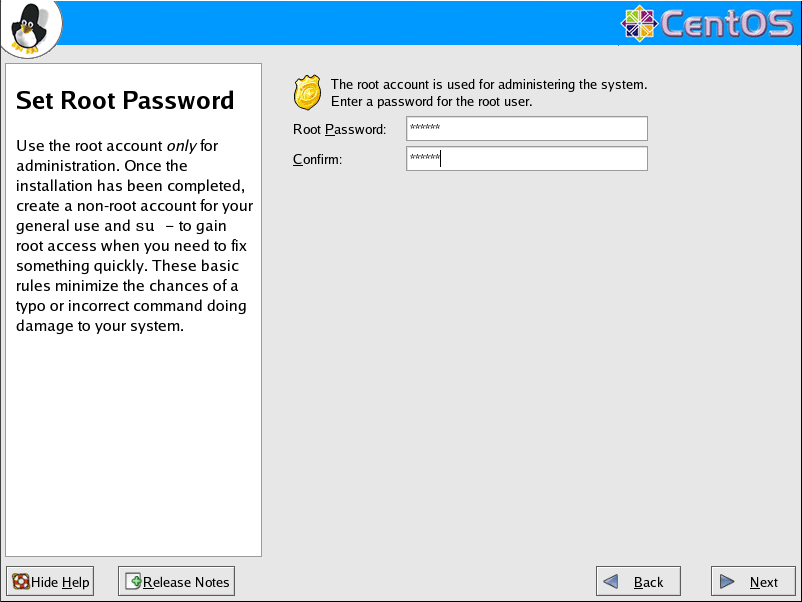 CentOS
Set Root Password
Use the root account only for
administration. Once the
installation has been completed,
create a non-root account for your
general use and su - to gain
root access when you need to fix
something quickly. These basic
rules minimize the chances of a
typo or incorrect command doing
damage to your system.
The root account is used for administering the system.
Enter a password for the root user.
Root Password: ******
Confirm: ******
Hide Help
Release Notes
Back
Next